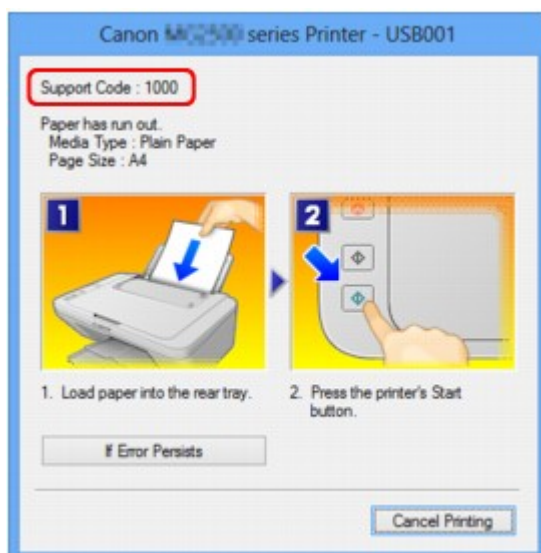 Canon series Printer - USB001
Support Code : 1000
Paper has run out.
Media Type : Plain Paper
Page Size : A4
1
2
1. Load paper into the rear tray.
2. Press the printer's Start
button.
If Error Persists
Cancel Printing